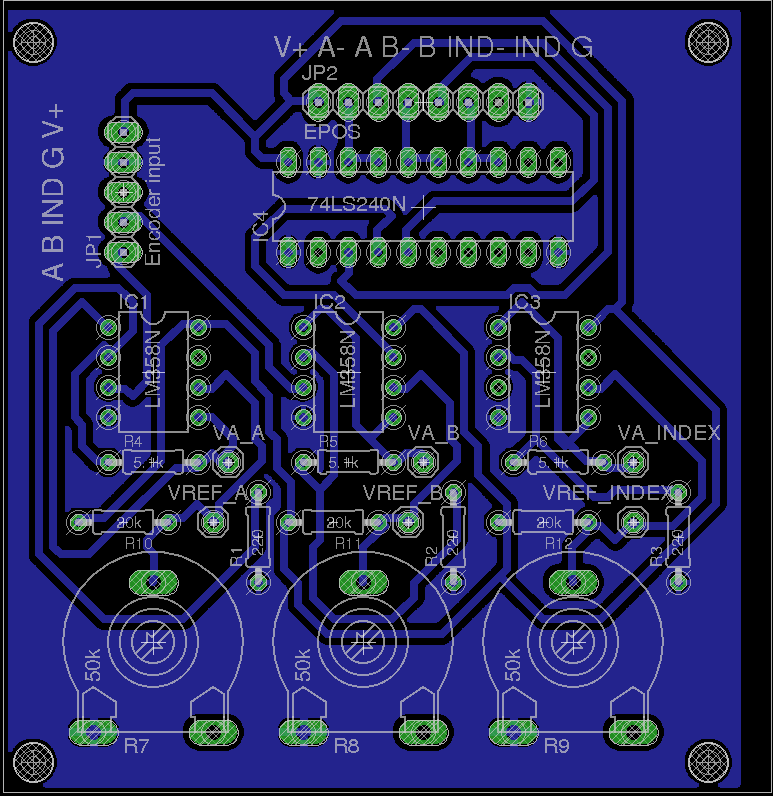 V+ A- A B- B IND- IND G
JP2
EPOS
A B IND G V+
JP1
Encoder input
IC4
74LS240N
IC1
LM358N
IC2
LM358N
IC3
LM358N
R4
5.1k
VA_A
R5
5.1k
VA_B
R6
5.1k
VA_INDEX
VREF_A
VREF_B
VREF_INDEX
20k
R10
R1
220
20k
R11
R2
220
20k
R12
R3
220
50k
R7
50k
R8
50k
R9